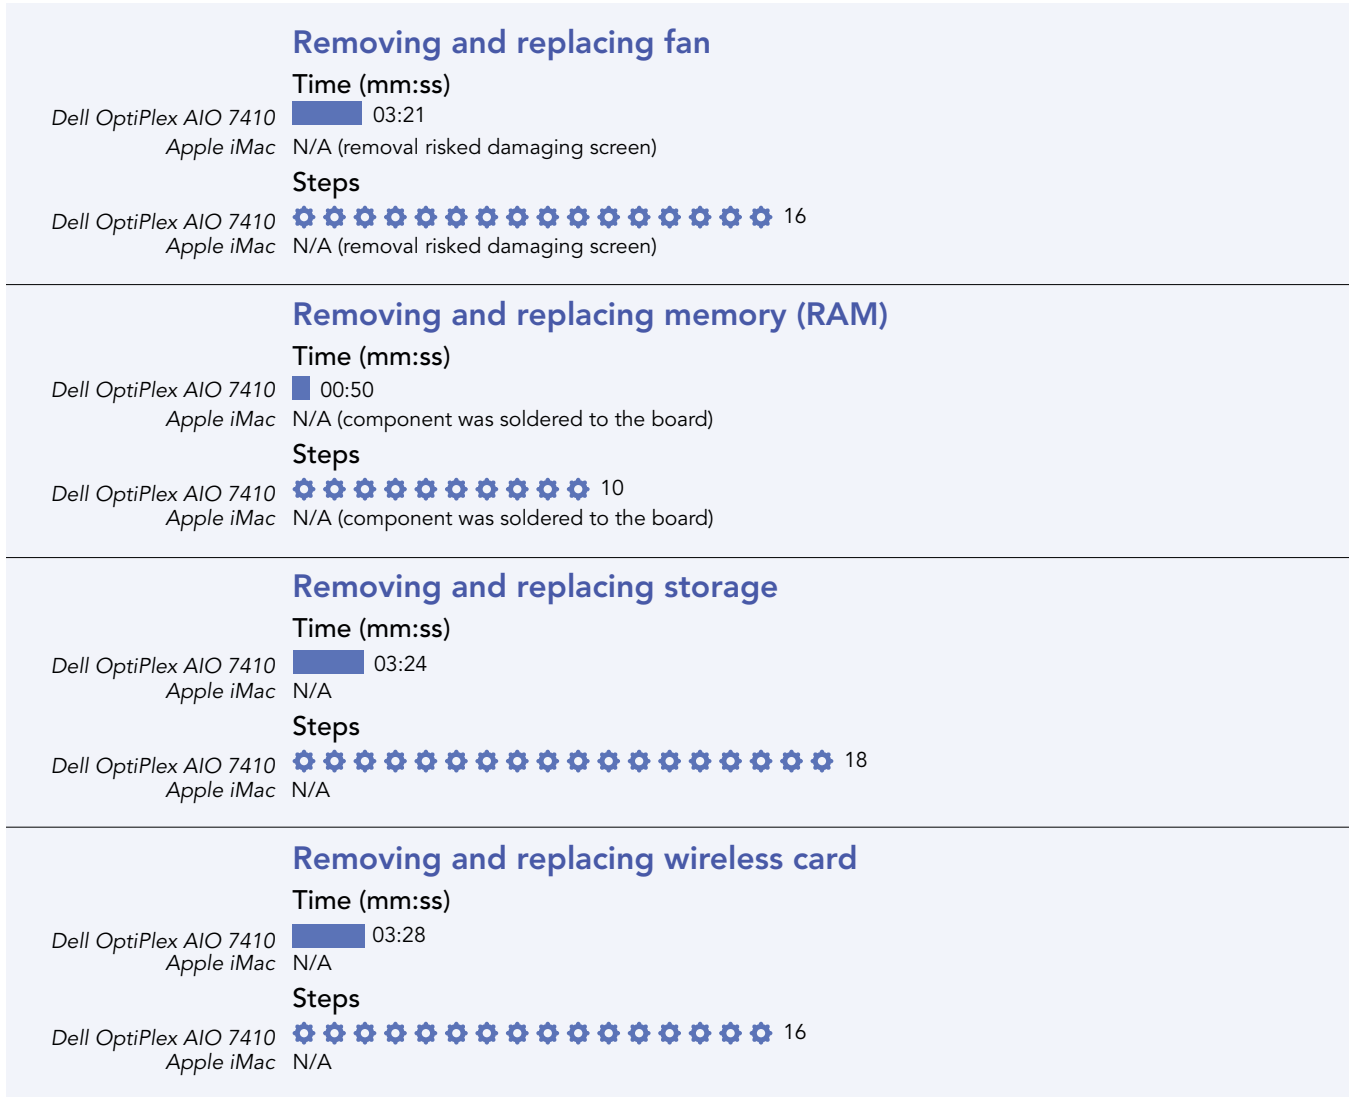 Removing and replacing fan
Time (mm:ss)
Dell OptiPlex AIO 7410 03:21
Apple iMac N/A (removal risked damaging screen)
Steps
Dell OptiPlex AIO 7410 16
Apple iMac N/A (removal risked damaging screen)
Removing and replacing memory (RAM)
Time (mm:ss)
Dell OptiPlex AIO 7410 00:50
Apple iMac N/A (component was soldered to the board)
Steps
Dell OptiPlex AIO 7410 10
Apple iMac N/A (component was soldered to the board)
Removing and replacing storage
Time (mm:ss)
Dell OptiPlex AIO 7410 03:24
Apple iMac N/A
Steps
Dell OptiPlex AIO 7410 18
Apple iMac N/A
Removing and replacing wireless card
Time (mm:ss)
Dell OptiPlex AIO 7410 03:28
Apple iMac N/A
Steps
Dell OptiPlex AIO 7410 16
Apple iMac N/A